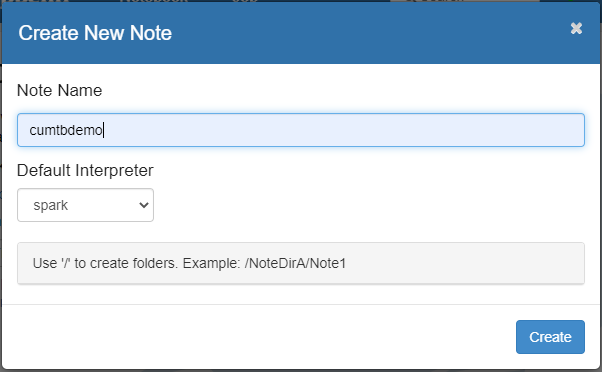 Create New Note
Note Name
cumtbdemo
Default Interpreter
spark
Use '/' to create folders. Example: /NoteDirA/Note1
Create